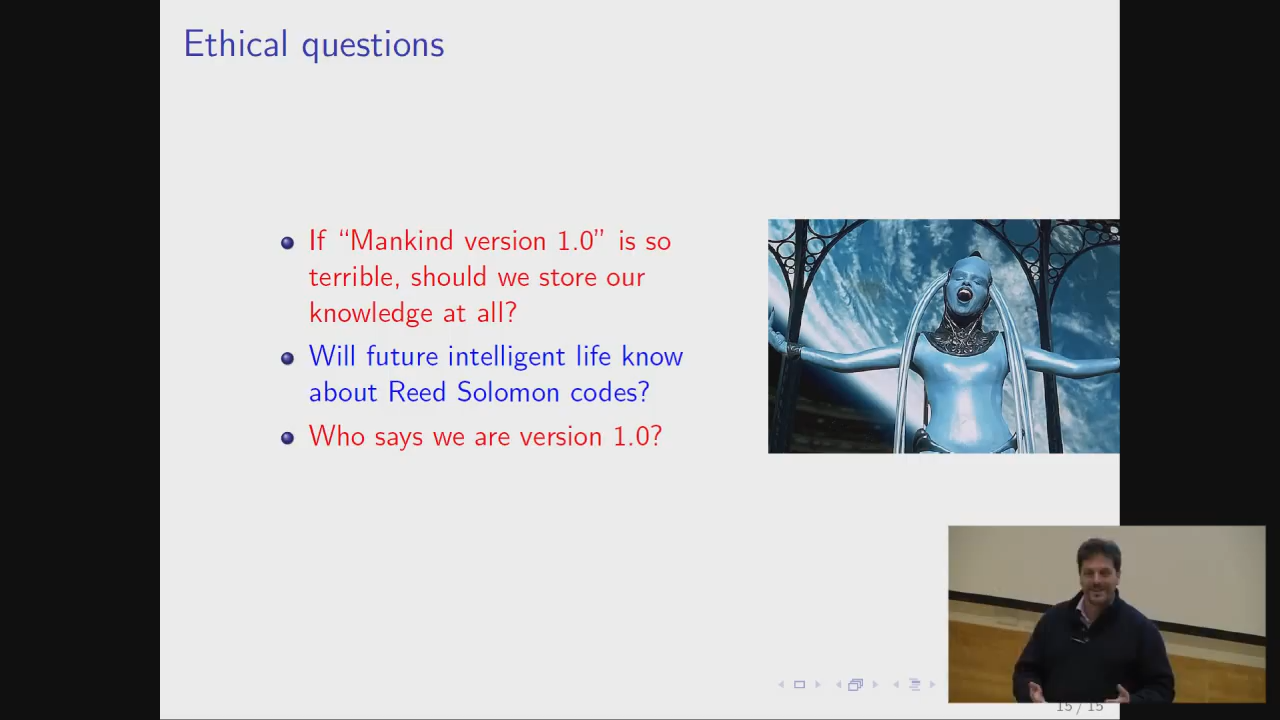 Ethical questions
If “Mankind version 1.0” is so
terrible, should we store our
knowledge at all?
Will future intelligent life know
about Reed Solomon codes?
Who says we are version 1.0?
15 / 15